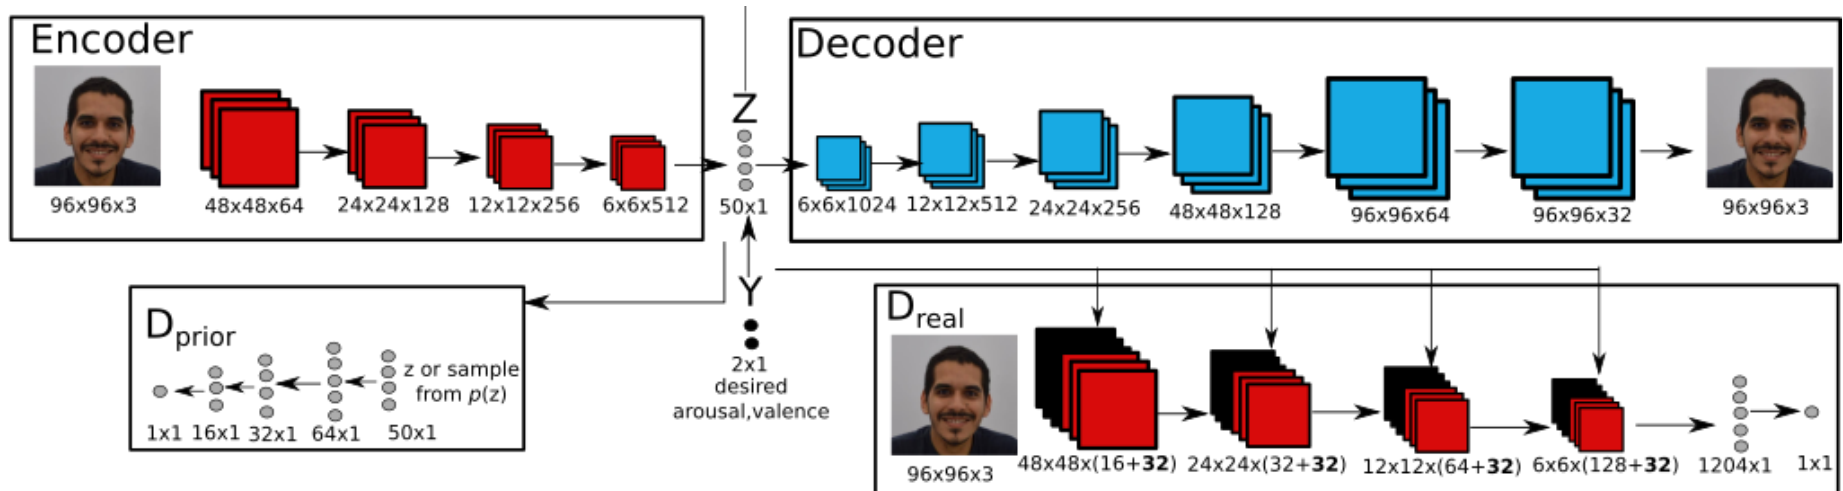 Encoder
96x96x3
48x48x64
24x24x128
12x12x256
6x6x512
Z
50x1
Decoder
6x6x1024
12x12x512
24x24x256
48x48x128
96x96x64
96x96x32
96x96x3
Dprior
z or sample
from p(z)
1x1
16x1
32x1
64x1
50x1
Y
2x1
desired
arousal,valence
Dreal
96x96x3
48x48x(16+32)
24x24x(32+32)
12x12x(64+32)
6x6x(128+32)
1204x1
1x1